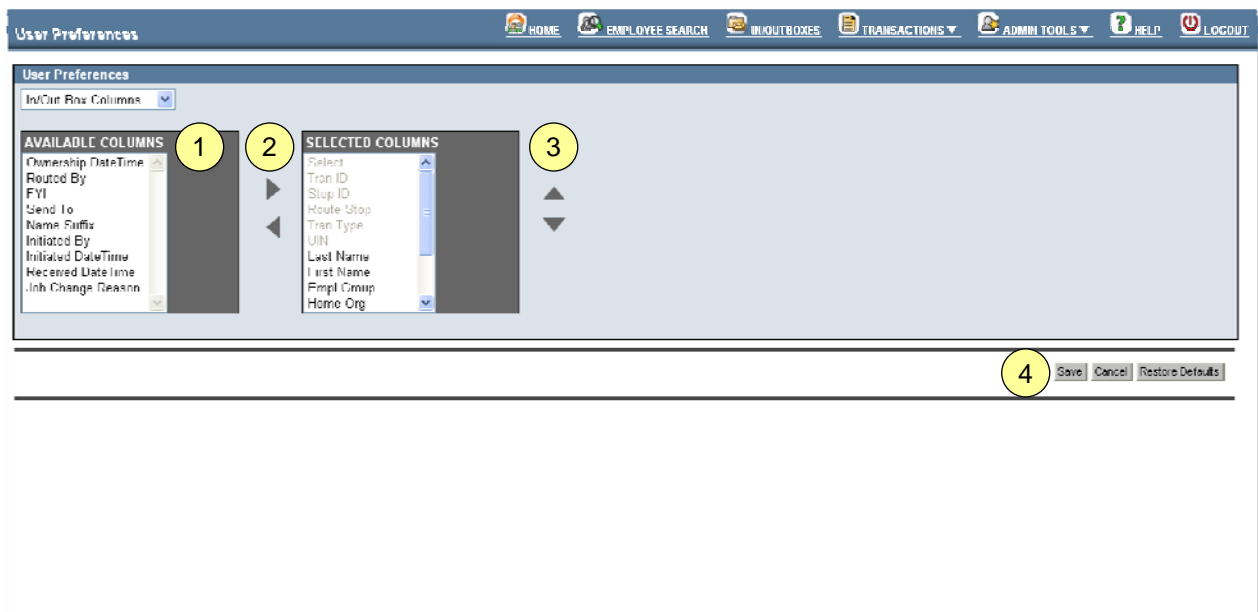 User Preferences
HOME EMPLOYEE SEARCH IN/OUTBOXES TRANSACTIONS ADMIN TOOLS HELP LOGOUT
User Preferences
In/Out Box Columns
AVAILABLE COLUMNS
1
2
SELECTED COLUMNS
3
Ownership DateTime
Routed By
FYI
Send To
Name Suffix
Initiated By
Initiated DateTime
Received DateTime
Job Change Reason
Select
Tran ID
Stop ID
Route Stop
Tran Type
UIN
Last Name
First Name
Empl Group
Home Org
4
Save Cancel Restore Defaults